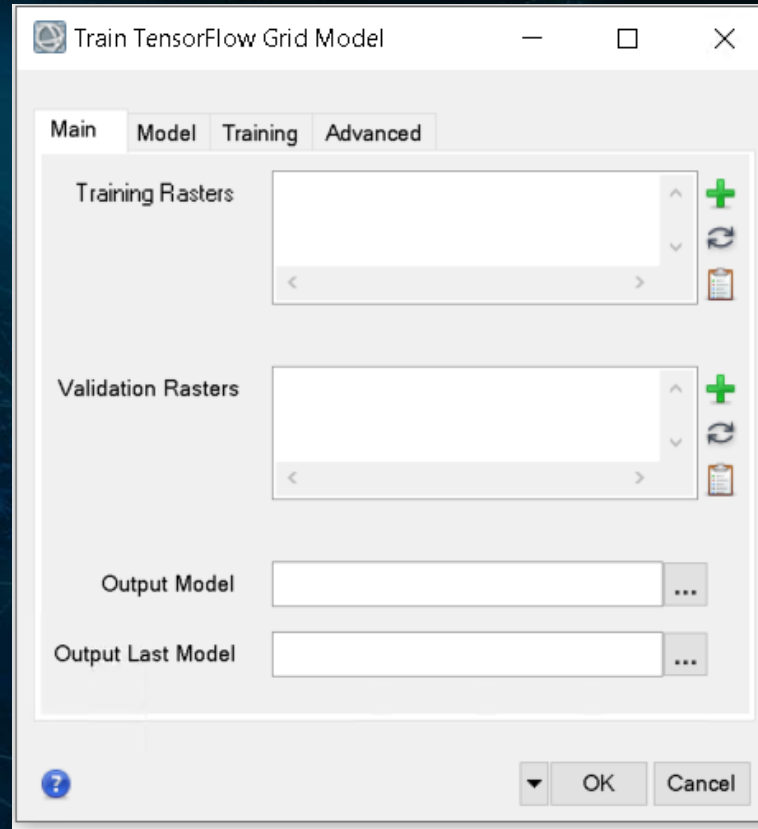 Train TensorFlow Grid Model
Main Model Training Advanced
Training Rasters
Validation Rasters
Output Model ...
Output Last Model ...
? OK Cancel